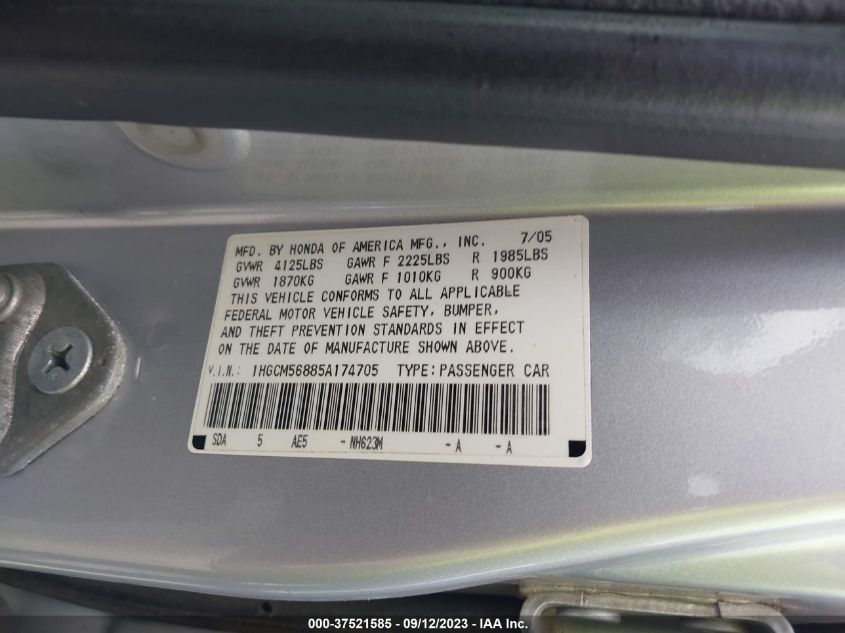 MFD. BY HONDA OF AMERICA MFG., INC. 7/05
GVWR 4125LBS GAWR F 2225LBS R 1985LBS
GVWR 1870KG GAWR F 1010KG R 900KG
THIS VEHICLE CONFORMS TO ALL APPLICABLE
FEDERAL MOTOR VEHICLE SAFETY, BUMPER,
AND THEFT PREVENTION STANDARDS IN EFFECT
ON THE DATE OF MANUFACTURE SHOWN ABOVE.
V.I.N.: 1HGCM56885A174705 TYPE: PASSENGER CAR
SDA 5 AE5 - NH623M - A - A
000-37521585 / 09/12/2023 / © IAA Inc.